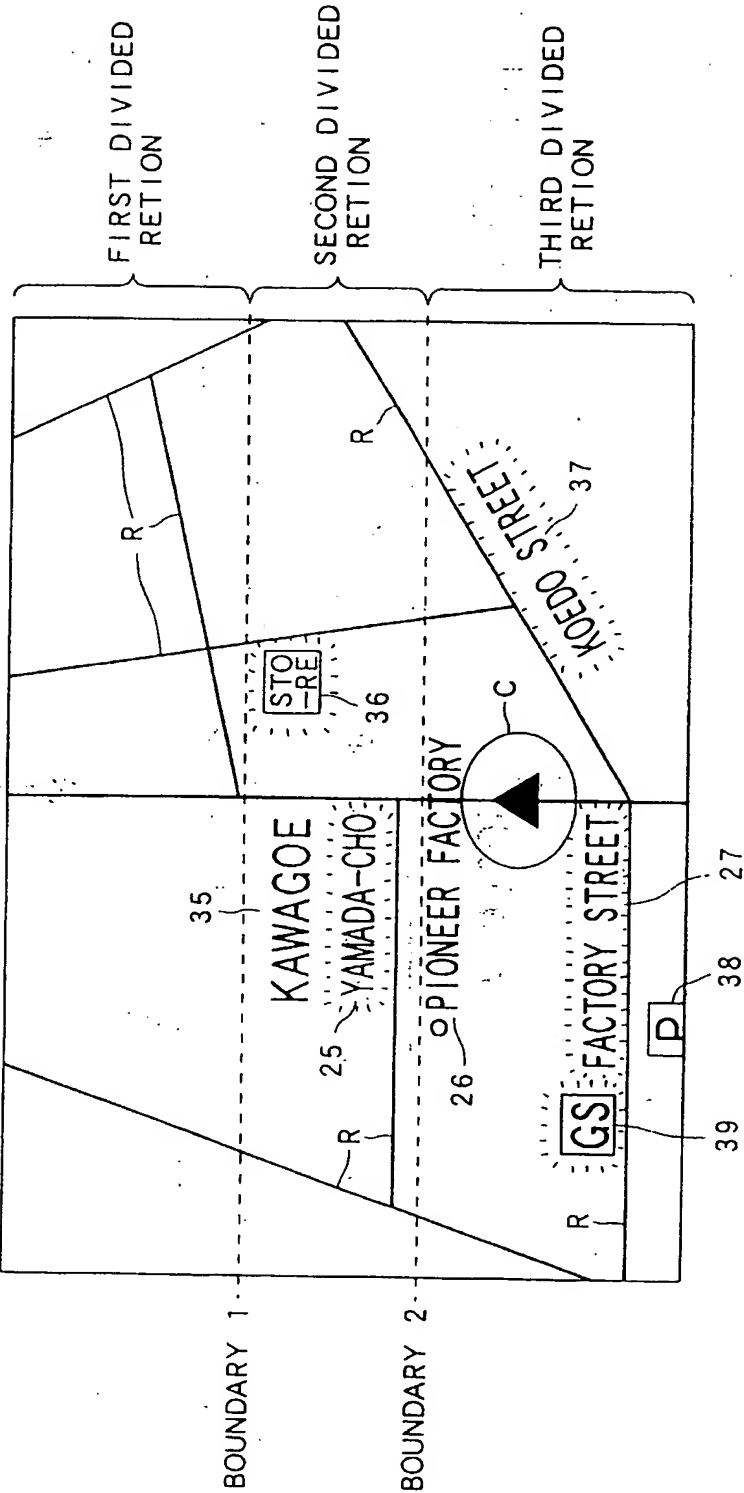 FIRST DIVIDED
RETION
SECOND DIVIDED
RETION
THIRD DIVIDED
RETION
BOUNDARY 1
BOUNDARY 2
R
R
R
R
R
R
35
KAWAGOE
YAMADA-CHO
25
STO
-RE
36
PIONEER FACTORY
26
C
KOEDO STREET
37
GS
FACTORY STREET
P
39
38
27